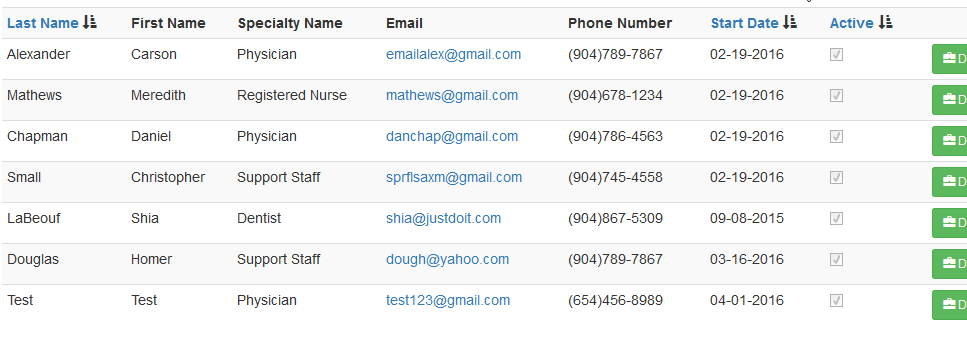 Last Name First Name Specialty Name Email Phone Number Start Date Active
Alexander Carson Physician emailalex@gmail.com (904)789-7867 02-19-2016 D
Mathews Meredith Registered Nurse mathews@gmail.com (904)678-1234 02-19-2016 D
Chapman Daniel Physician danchap@gmail.com (904)786-4563 02-19-2016 D
Small Christopher Support Staff sprflsaxm@gmail.com (904)745-4558 02-19-2016 D
LaBeouf Shia Dentist shia@justdoit.com (904)867-5309 09-08-2015 D
Douglas Homer Support Staff dough@yahoo.com (904)789-7867 03-16-2016 D
Test Test Physician test123@gmail.com (654)456-8989 04-01-2016 D